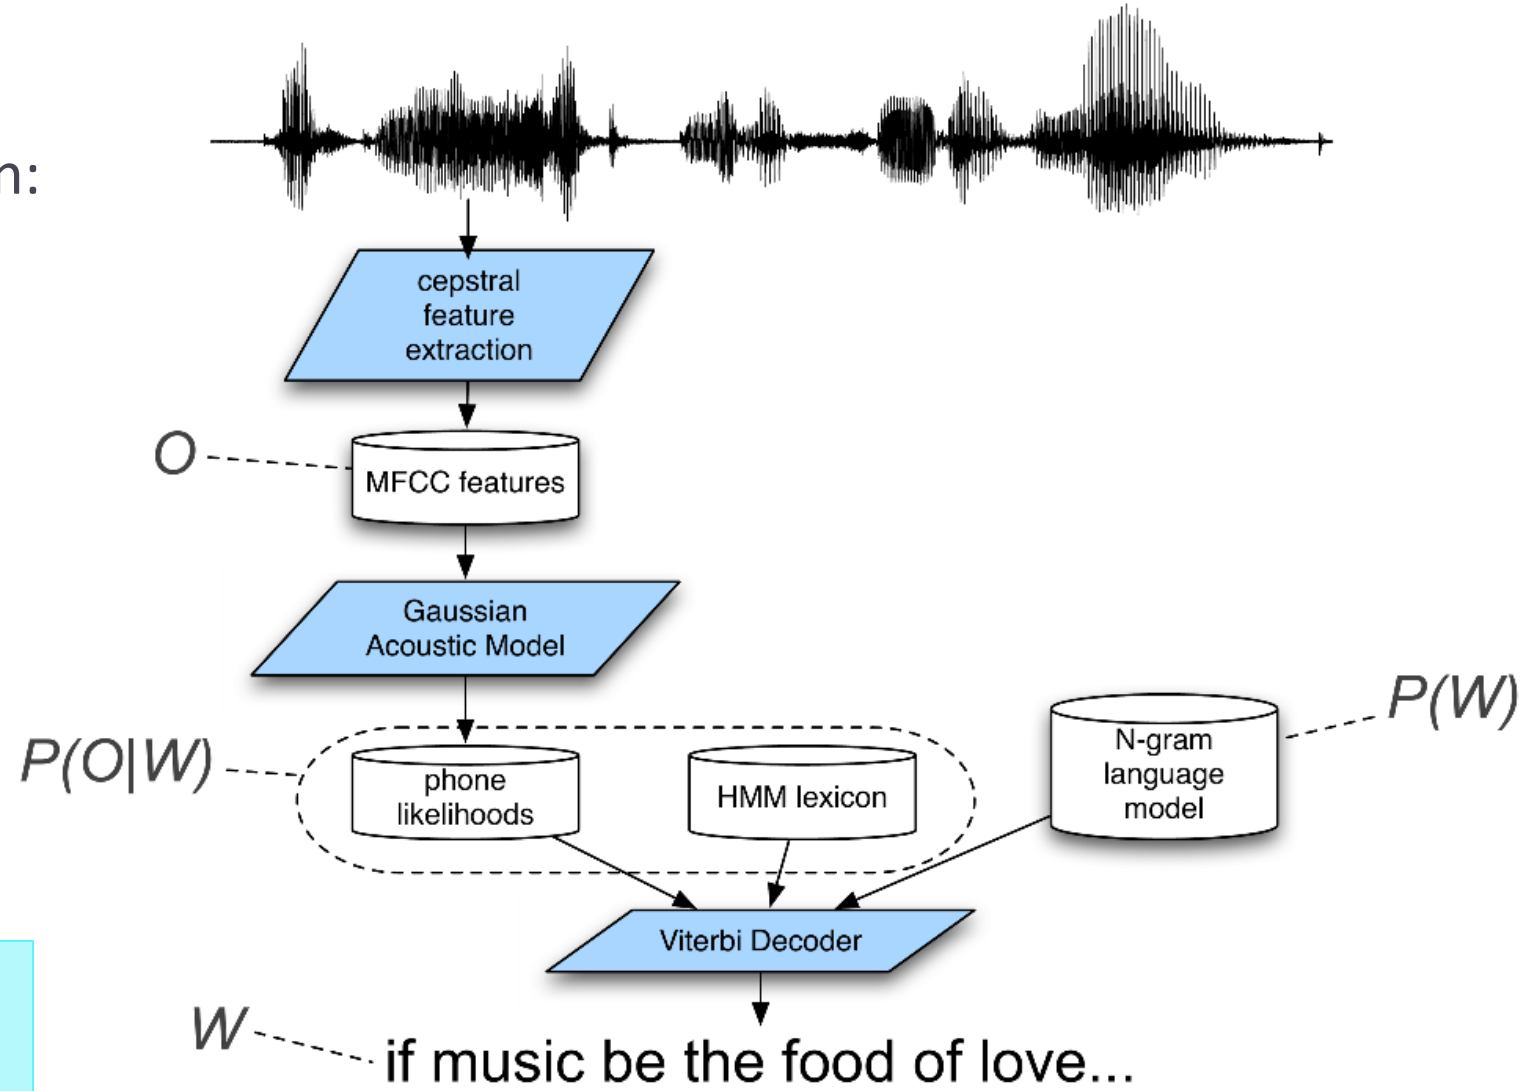 n:
cepstral
feature
extraction
O
MFCC features
Gaussian
Acoustic Model
P(O|W)
phone
likelihoods
HMM lexicon
N-gram
language
model
P(W)
Viterbi Decoder
W
if music be the food of love...